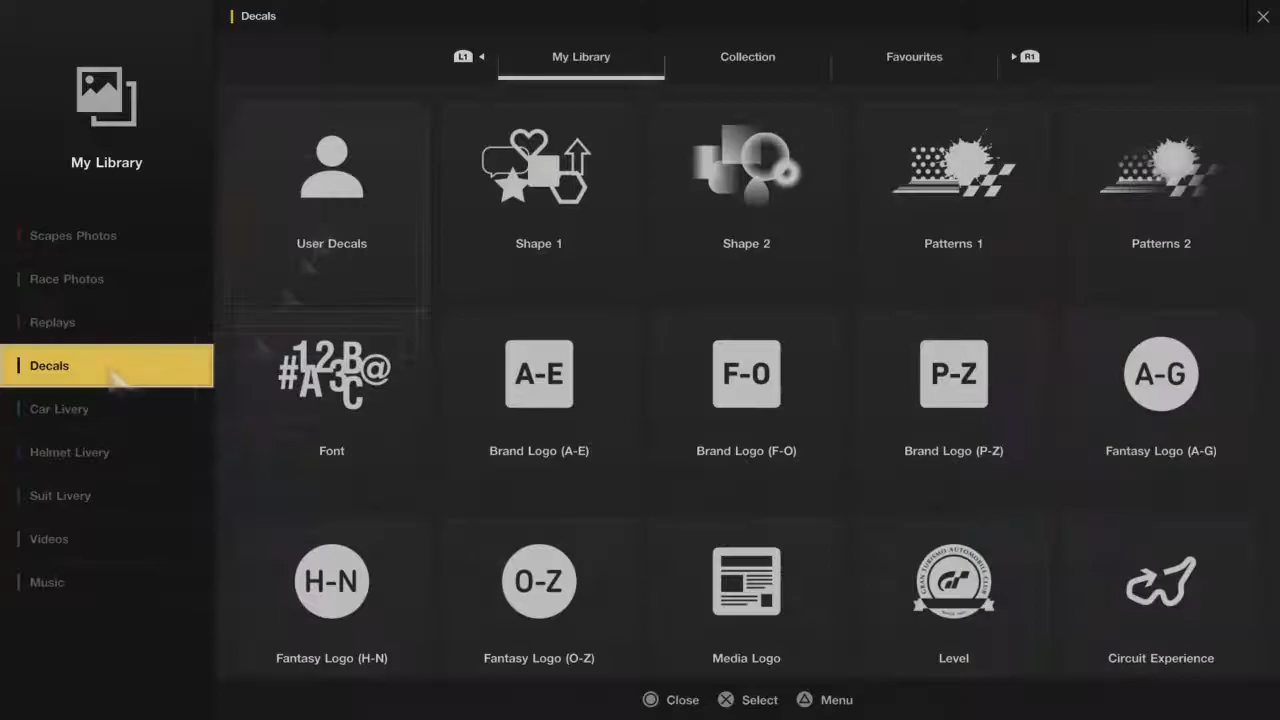 Decals
L1
My Library
Collection
Favourites
R1
My Library
Scapes Photos
Race Photos
Replays
Decals
Car Livery
Helmet Livery
Suit Livery
Videos
Music
User Decals
Shape 1
Shape 2
Patterns 1
Patterns 2
#123B@
A C
A-E
F-O
P-Z
A-G
Font
Brand Logo (A-E)
Brand Logo (F-O)
Brand Logo (P-Z)
Fantasy Logo (A-G)
H-N
O-Z
GRAN TURISMO AUTOMOBILE CLUB
GT
Fantasy Logo (H-N)
Fantasy Logo (O-Z)
Media Logo
Level
Circuit Experience
Close
Select
Menu